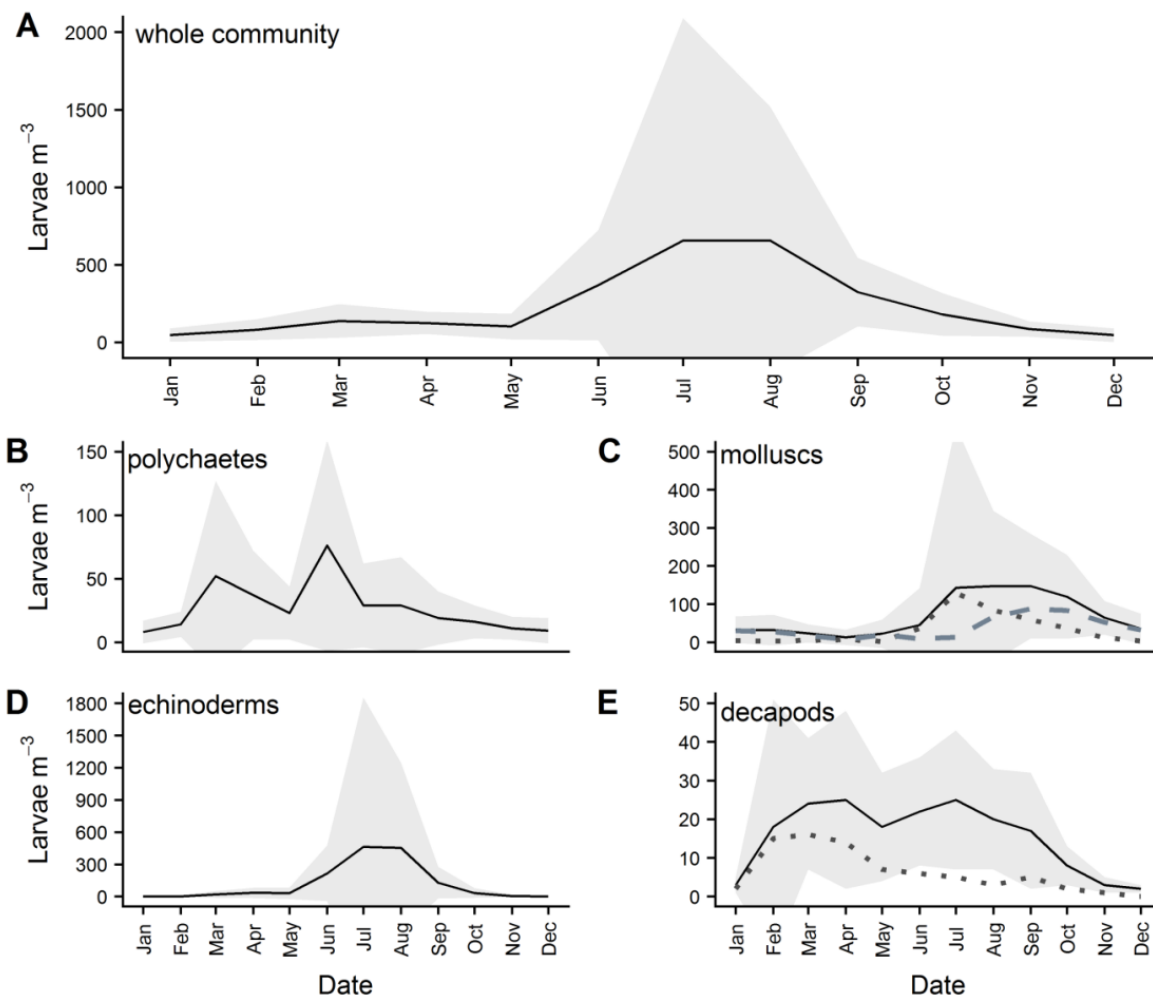 A
whole community
Larvae m⁻³
2000
1500
1000
500
0
Jan Feb Mar Apr May Jun Jul Aug Sep Oct Nov Dec
B
polychaetes
Larvae m⁻³
150
100
50
0
C
molluscs
500
400
300
200
100
0
D
echinoderms
Larvae m⁻³
1800
1500
1200
900
600
300
0
Jan Feb Mar Apr May Jun Jul Aug Sep Oct Nov Dec
Date
E
decapods
50
40
30
20
10
0
Jan Feb Mar Apr May Jun Jul Aug Sep Oct Nov Dec
Date